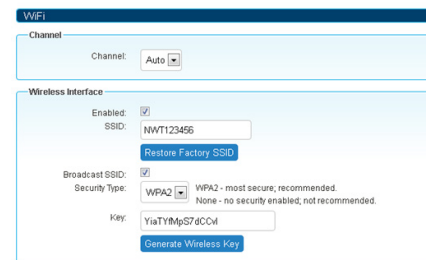 WiFi
Channel
Channel: Auto
Wireless Interface
Enabled:
SSID: NWT123456
Restore Factory SSID
Broadcast SSID:
Security Type: WPA2 WPA2 - most secure; recommended.
None - no security enabled; not recommended.
Key: YiaTYfMpS7dCCvl
Generate Wireless Key